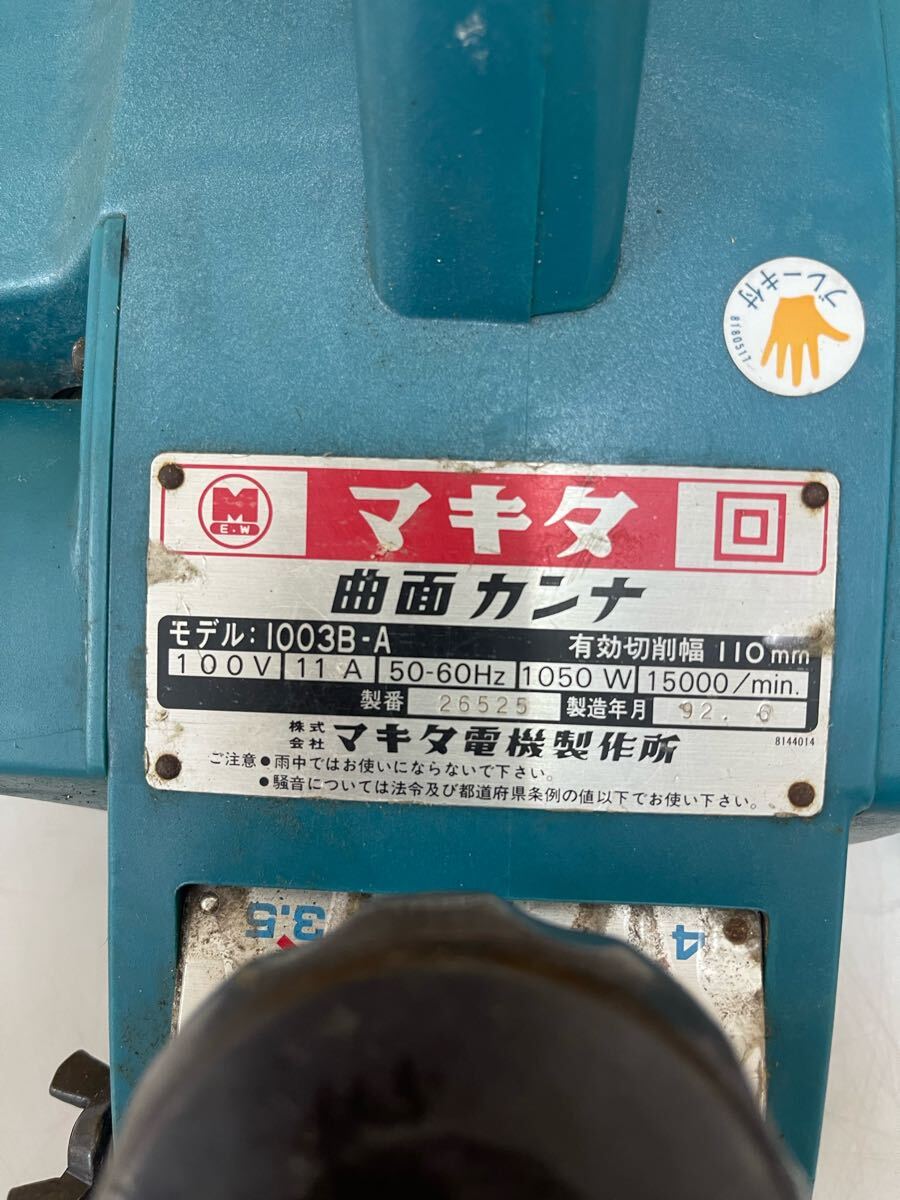 ブレーキ付
8180511
M
E.W
マキタ
曲面カンナ
モデル: 1003B-A 有効切削幅 110mm
100V 11A 50-60Hz 1050W 15000/min.
製番 26525 製造年月 92.6
株式会社 マキタ電機製作所
8144014
ご注意●雨中ではお使いにならないで下さい。
●騒音については法令及び都道府県条例の値以下でお使い下さい。
3.5
4